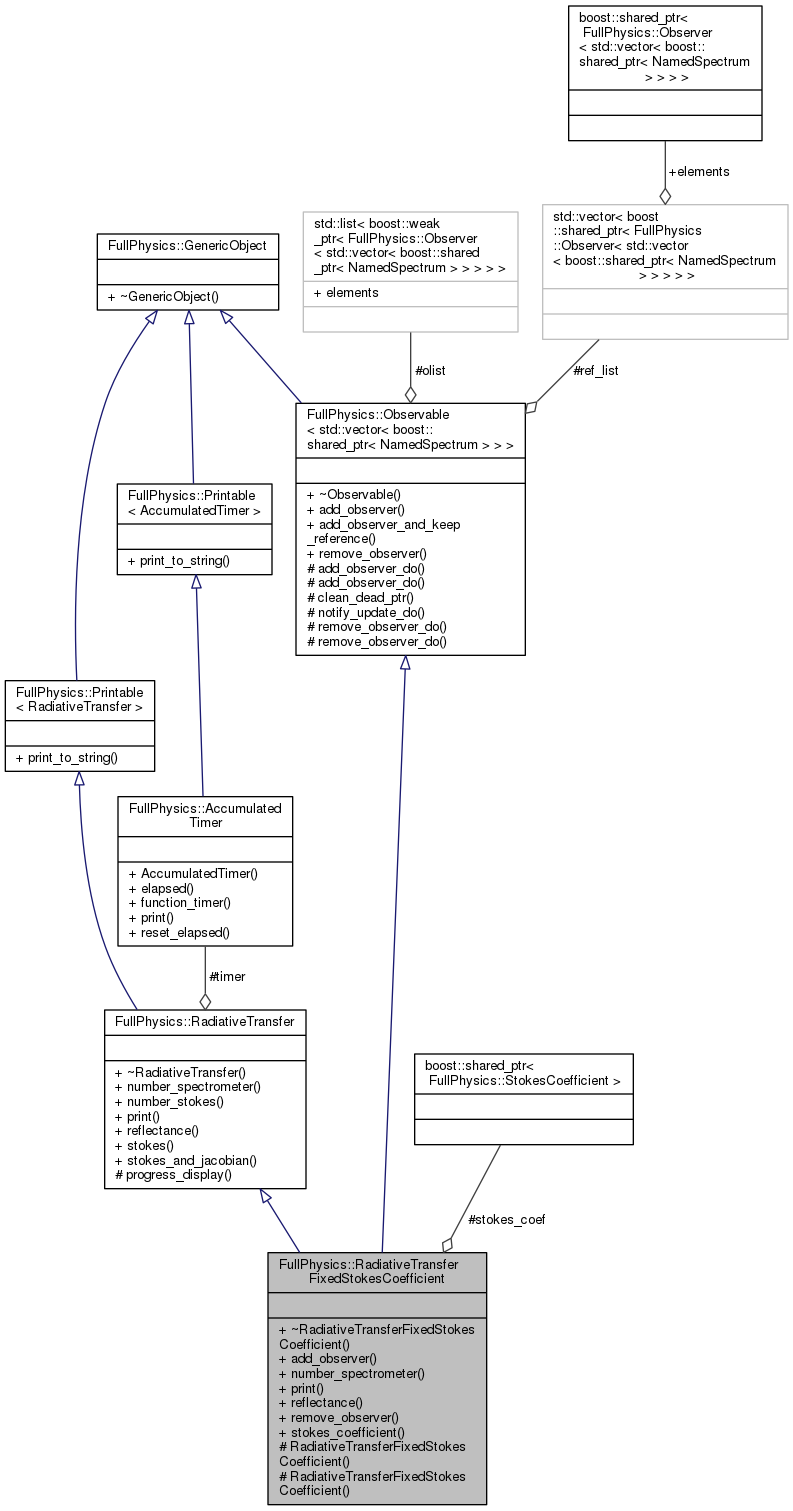 boost::shared_ptr<
FullPhysics::Observer
< std::vector< boost::
shared_ptr< NamedSpectrum
> > > >
+elements
std::list< boost::weak
_ptr< FullPhysics::Observer
< std::vector< boost::shared
_ptr< NamedSpectrum > > > > >
+ elements
std::vector< boost
::shared_ptr< FullPhysics
::Observer< std::vector
< boost::shared_ptr< NamedSpectrum
> > > > >
FullPhysics::GenericObject
+ ~GenericObject()
#olist
#ref_list
FullPhysics::Observable
< std::vector< boost::
shared_ptr< NamedSpectrum > > >
+ ~Observable()
+ add_observer()
+ add_observer_and_keep
_reference()
+ remove_observer()
# add_observer_do()
# add_observer_do()
# clean_dead_ptr()
# notify_update_do()
# remove_observer_do()
# remove_observer_do()
FullPhysics::Printable
< AccumulatedTimer >
+ print_to_string()
FullPhysics::Printable
< RadiativeTransfer >
+ print_to_string()
FullPhysics::Accumulated
Timer
+ AccumulatedTimer()
+ elapsed()
+ function_timer()
+ print()
+ reset_elapsed()
#timer
FullPhysics::RadiativeTransfer
+ ~RadiativeTransfer()
+ number_spectrometer()
+ number_stokes()
+ print()
+ reflectance()
+ stokes()
+ stokes_and_jacobian()
# progress_display()
boost::shared_ptr<
FullPhysics::StokesCoefficient >
#stokes_coef
FullPhysics::RadiativeTransfer
FixedStokesCoefficient
+ ~RadiativeTransferFixedStokes
Coefficient()
+ add_observer()
+ number_spectrometer()
+ print()
+ reflectance()
+ remove_observer()
+ stokes_coefficient()
# RadiativeTransferFixedStokes
Coefficient()
# RadiativeTransferFixedStokes
Coefficient()